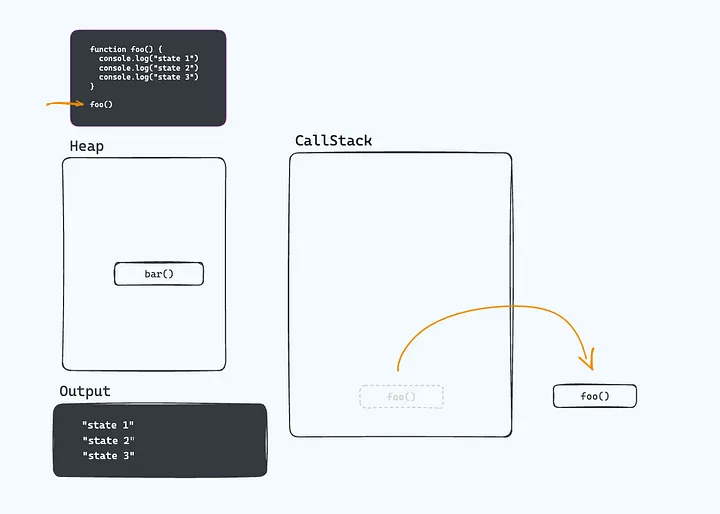 function foo() {
  console.log("state 1")
  console.log("state 2")
  console.log("state 3")
}
foo()
Heap
CallStack
bar()
foo()
foo()
Output
"state 1"
"state 2"
"state 3"